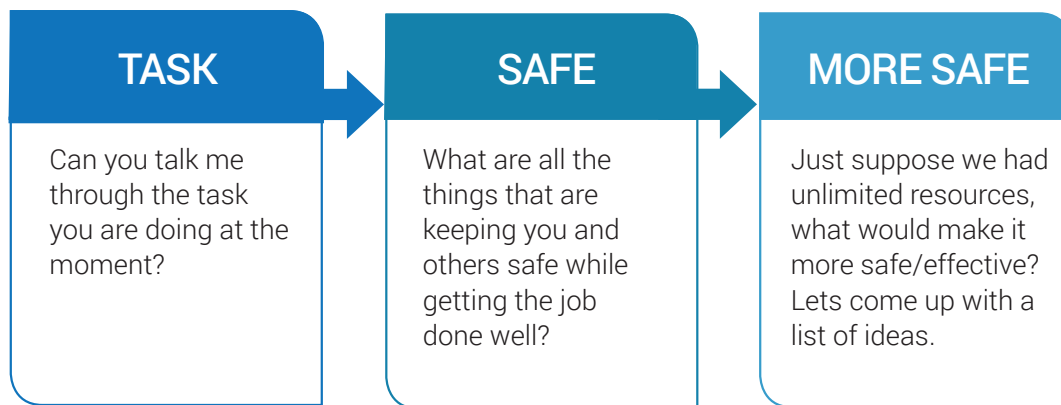 TASK
Can you talk me
through the task
you are doing at the
moment?
SAFE
What are all the
things that are
keeping you and
others safe while
getting the job
done well?
MORE SAFE
Just suppose we had
unlimited resources,
what would make it
more safe/effective?
Lets come up with a
list of ideas.